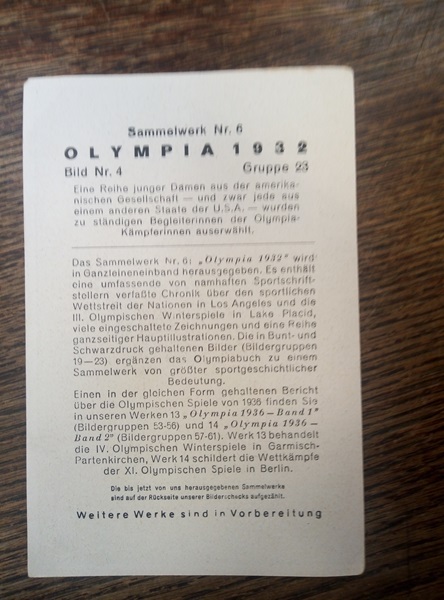 Sammelwerk Nr. 6
OLYMPIA 1932
Bild Nr. 4 Gruppe 23
Eine Reihe junger Damen aus der amerika-
nischen Gesellschaft — und zwar jede aus
einem anderen Staate der U.S.A. — wurden
zu ständigen Begleiterinnen der Olympia-
Kämpferinnen auserwählt.
Das Sammelwerk Nr. 6: „Olympia 1932" wird
in Ganzleineneinband herausgegeben. Es enthält
eine umfassende von namhaften Sportschrift-
stellern verfaßte Chronik über den sportlichen
Wettstreit der Nationen in Los Angeles und die
III. Olympischen Winterspiele in Lake Placid,
viele eingeschaltete Zeichnungen und eine Reihe
ganzseitiger Hauptillustrationen. Die in Bunt- und
Schwarzdruck gehaltenen Bilder (Bildergruppen
19—23) ergänzen das Olympiabuch zu einem
Sammelwerk von größter sportgeschichtlicher
Bedeutung.
Einen in der gleichen Form gehaltenen Bericht
über die Olympischen Spiele von 1936 finden Sie
in unseren Werken 13 „Olympia 1936 – Band 1"
(Bildergruppen 53-56) und 14 „Olympia 1936 –
Band 2" (Bildergruppen 57-61). Werk 13 behandelt
die IV. Olympischen Winterspiele in Garmisch-
Partenkirchen, Werk 14 schildert die Wettkämpfe
der XI. Olympischen Spiele in Berlin.
Die bis jetzt von uns herausgegebenen Sammelwerke
sind auf der Rückseite unserer Bilderschecks aufgezählt.
Weitere Werke sind in Vorbereitung